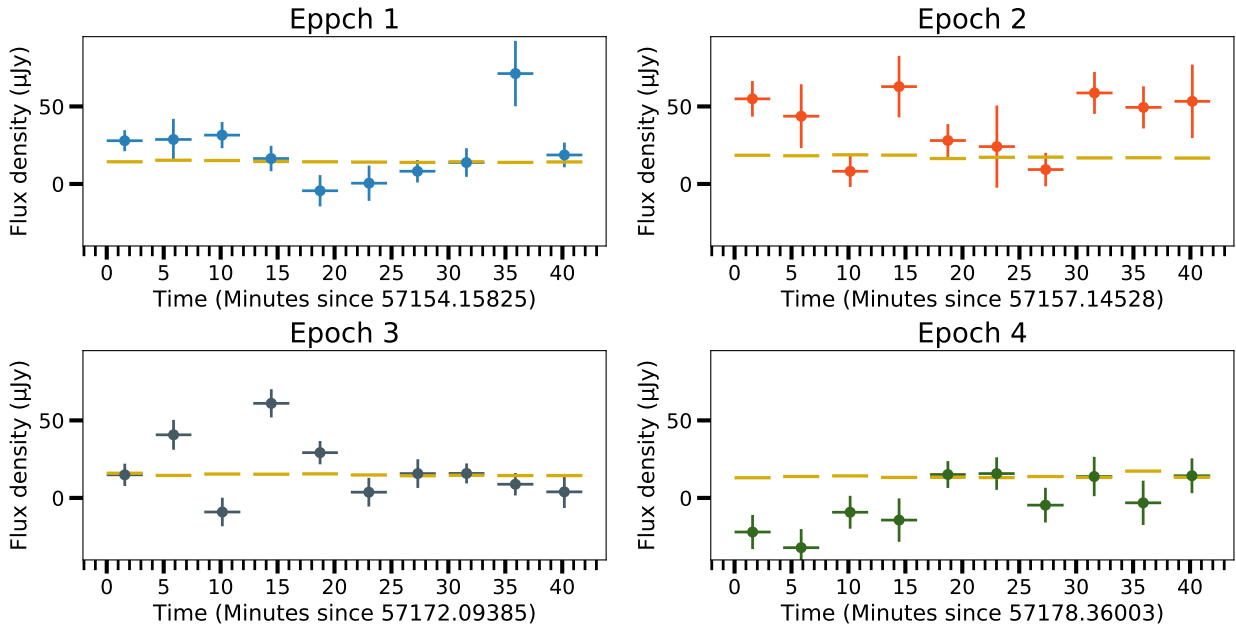 Eppch 1
Flux density (µJy)
50
0
0 5 10 15 20 25 30 35 40
Time (Minutes since 57154.15825)
Epoch 2
Flux density (µJy)
50
0
0 5 10 15 20 25 30 35 40
Time (Minutes since 57157.14528)
Epoch 3
Flux density (µJy)
50
0
0 5 10 15 20 25 30 35 40
Time (Minutes since 57172.09385)
Epoch 4
Flux density (µJy)
50
0
0 5 10 15 20 25 30 35 40
Time (Minutes since 57178.36003)